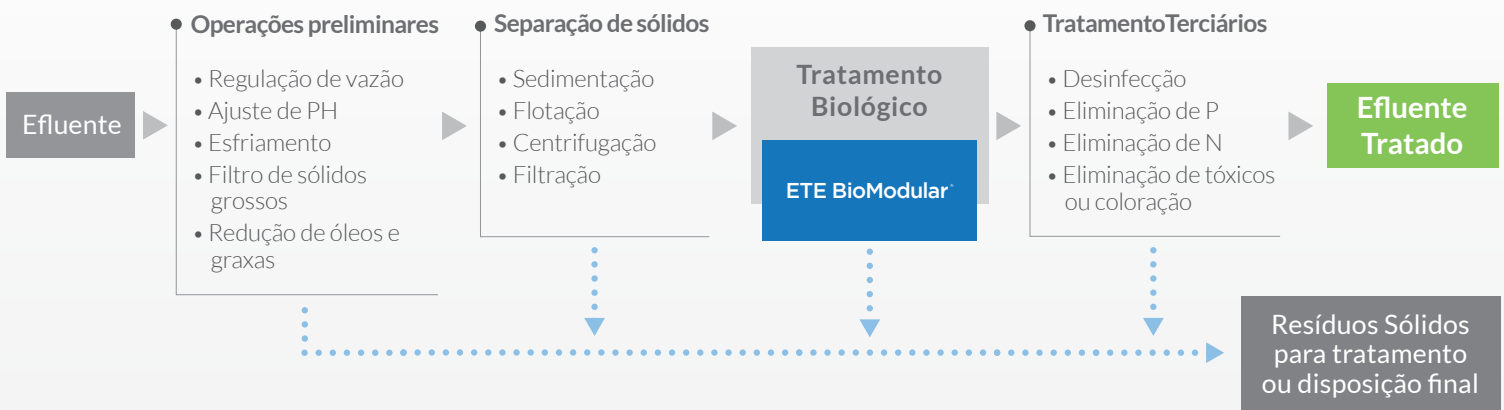 Efluente
Operações preliminares
• Regulação de vazão
• Ajuste de PH
• Esfriamento
• Filtro de sólidos
grossos
• Redução de óleos e
graxas
Separação de sólidos
• Sedimentação
• Flotação
• Centrifugação
• Filtração
Tratamento
Biológico
ETE BioModular
TratamentoTerciários
• Desinfecção
• Eliminação de P
• Eliminação de N
• Eliminação de tóxicos
ou coloração
Efluente
Tratado
Resíduos Sólidos
para tratamento
ou disposição final